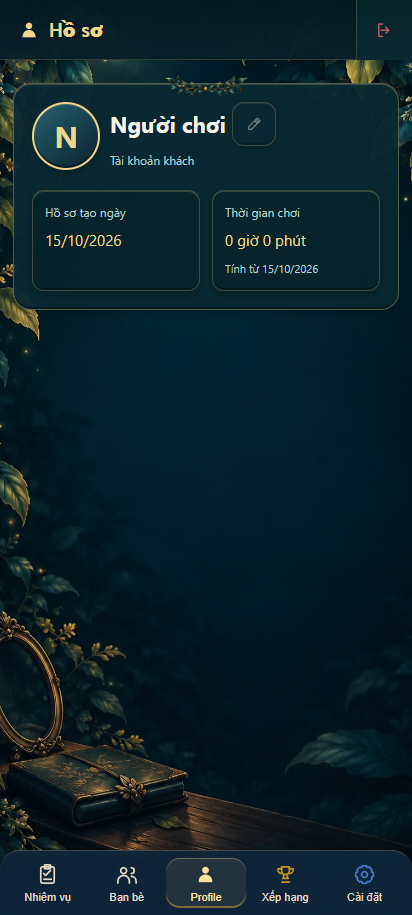 Hồ sơ
N
Người chơi
Tài khoản khách
Hồ sơ tạo ngày
15/10/2026
Thời gian chơi
0 giờ 0 phút
Tính từ 15/10/2026
Nhiệm vụ
Bạn bè
Profile
Xếp hạng
Cài đặt